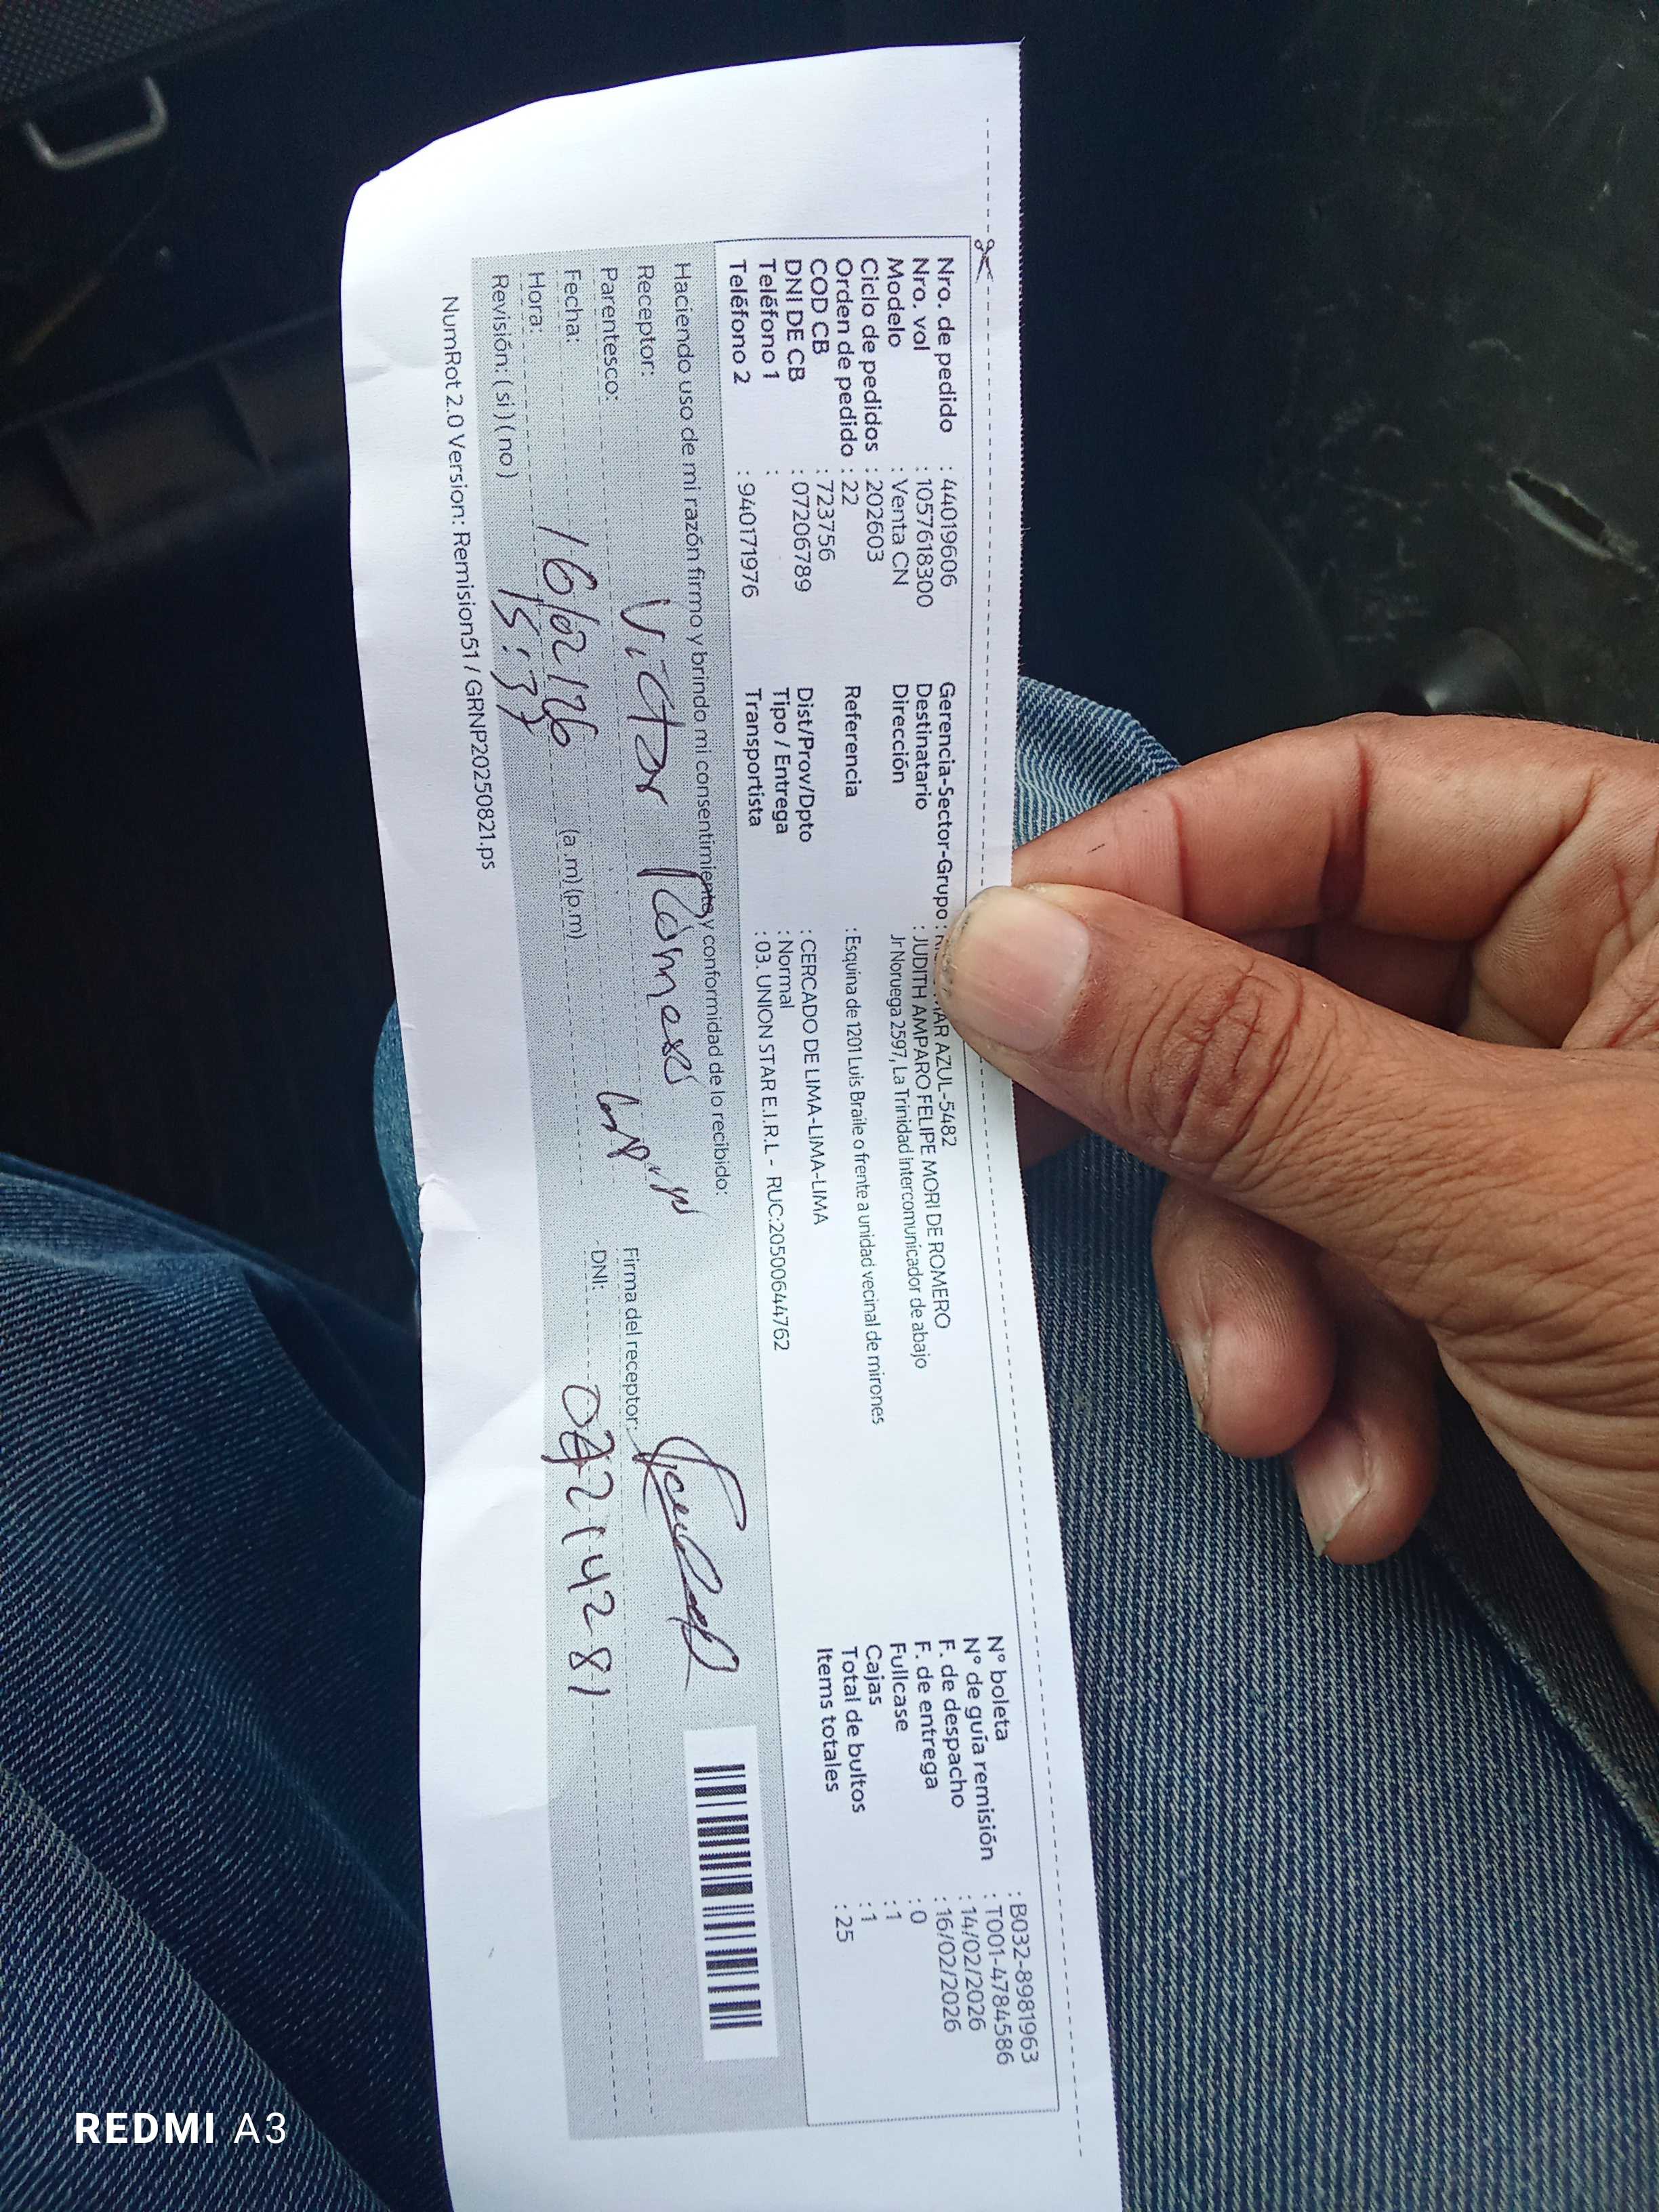 Nro. de pedido : 44019606
Nro. vol : 1057618300
Modelo : Venta CN
Ciclo de pedidos : 202603
Orden de pedido : 22
COD CB : 723756
DNI DE CB : 07206789
Teléfono 1 :
Teléfono 2 : 940171976
Gerencia-Sector-Grupo : AR AZUL-5482
Destinatario : JUDITH AMPARO FELIPE MORI DE ROMERO
Dirección Jr Noruega 2597, La Trinidad intercomunicador de abajo
Referencia : Esquina de 1201 Luis Braile o frente a unidad vecinal de mirones
Dist/Prov/Dpto : CERCADO DE LIMA-LIMA-LIMA
Tipo / Entrega : Normal
Transportista : 03. UNION STAR E.I.R.L - RUC:20500644762
N° boleta : B032-8981963
N° de guía remisión : T001-4784586
F. de despacho : 14/02/2026
F. de entrega : 16/02/2026
Fullcase : 0
Cajas : 1
Total de bultos : 1
Items totales : 25
Haciendo uso de mi razón firmo y brindo mi consentimiento y conformidad de lo recibido:
Receptor: Victor
Firma del receptor:
Parentesco:
DNI:
Fecha: 16/02/26
Hora: 15:37 (a.m) (p.m)
Revisión: ( si ) ( no )
NumRot 2.0 Version: Remision51 / GRNP20250821.ps
REDMI A3